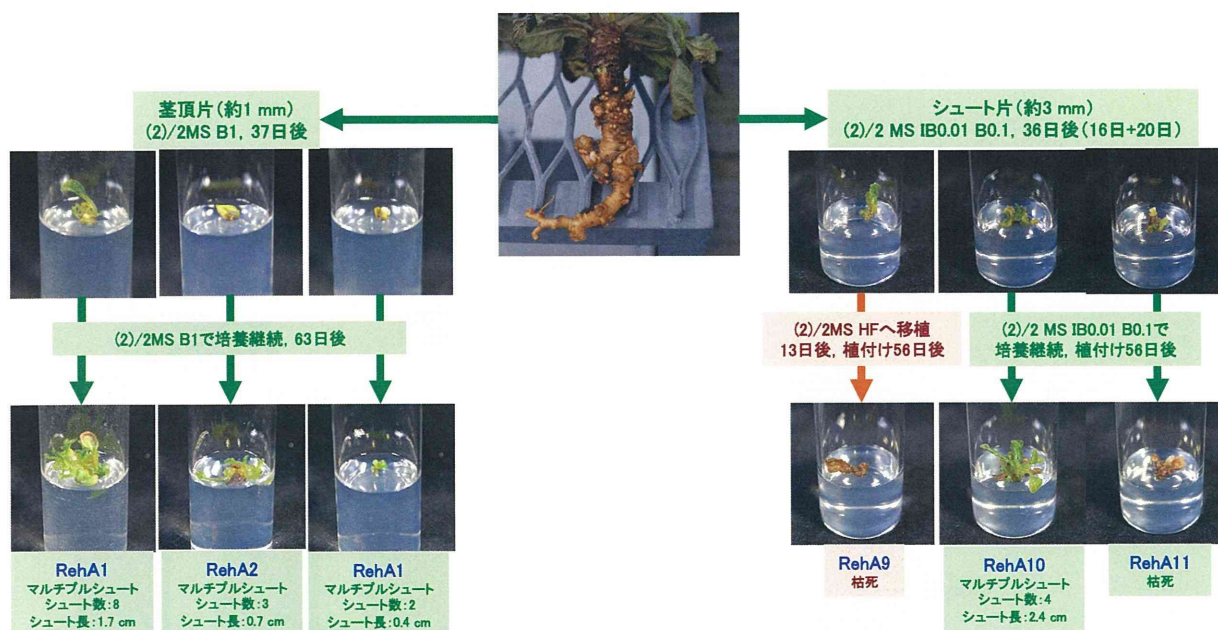 茎頂片(約1 mm)
(2)/2MS B1, 37日後
シュート片(約3 mm)
(2)/2 MS IB0.01 B0.1, 36日後(16日+20日)
(2)/2MS B1で培養継続, 63日後
(2)/2MS HFへ移植
13日後, 植付け56日後
(2)/2 MS IB0.01 B0.1で
培養継続, 植付け56日後
RehA1
マルチプルシュート
シュート数:8
シュート長:1.7 cm
RehA2
マルチプルシュート
シュート数:3
シュート長:0.7 cm
RehA1
マルチプルシュート
シュート数:2
シュート長:0.4 cm
RehA9
枯死
RehA10
マルチプルシュート
シュート数:4
シュート長:2.4 cm
RehA11
枯死